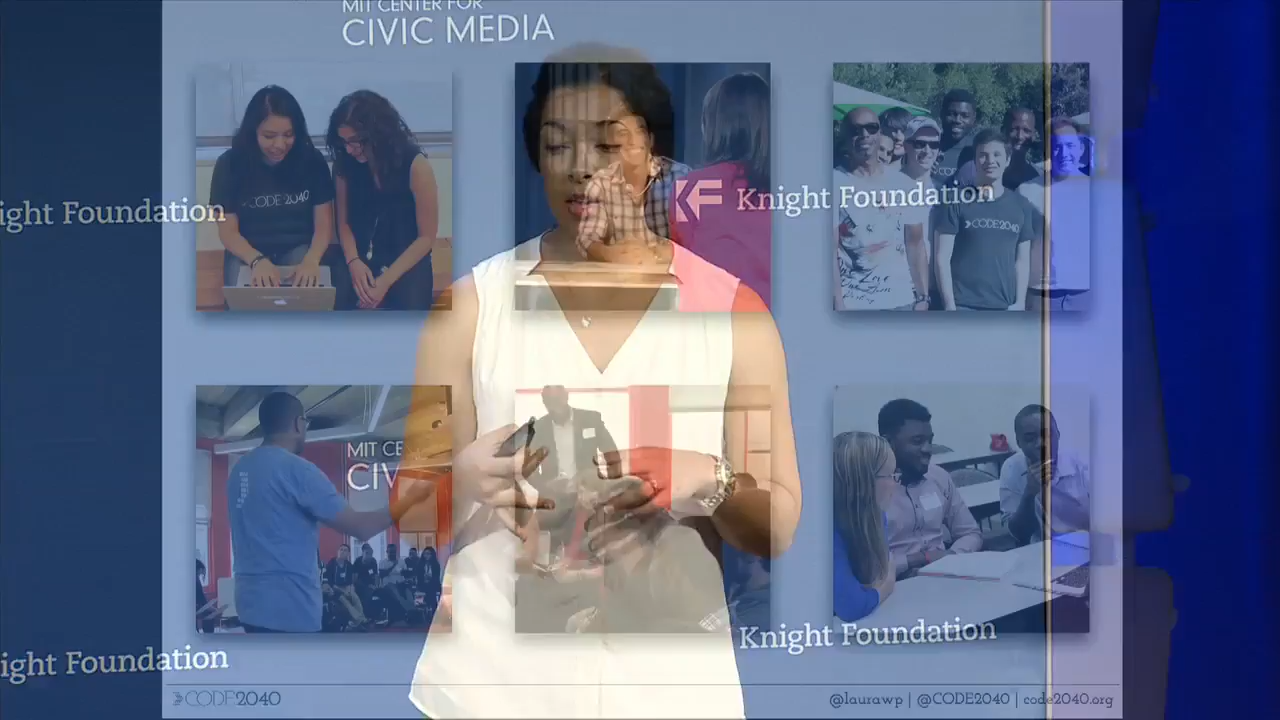 MIT CENTER FOR
CIVIC MEDIA
CODE2040
CODE2040
ight Foundation
KF Knight Foundation
MIT CE
CIV
Knight Foundation
ight Foundation
CODE2040
@laurawp | @CODE2040 | code2040.org